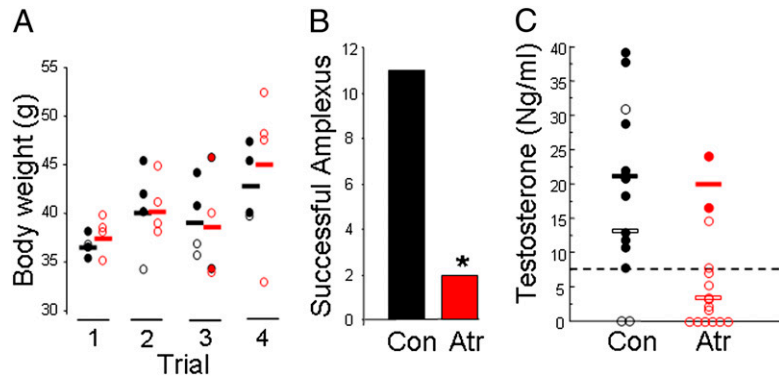 A
Body weight (g)
55
50
45
40
35
30
1 2 3 4
Trial
B
Successful Amplexus
12
10
8
6
4
2
0
*
Con Atr
C
Testosterone (Ng/ml)
40
35
30
25
20
15
10
5
0
Con Atr